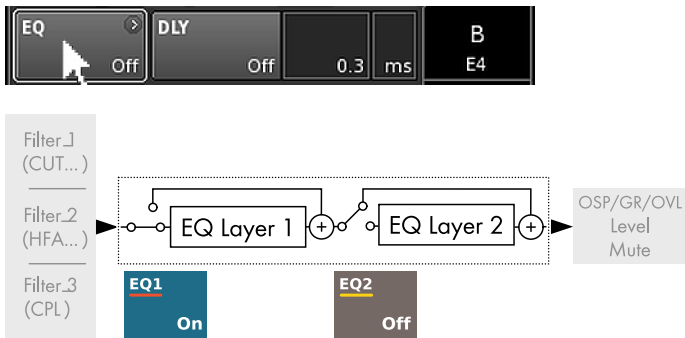 EQ
Off
DLY
Off
0.3
ms
B
E4
Filter_1
(CUT...)
Filter_2
(HFA...)
Filter_3
(CPL)
EQ Layer 1
+
EQ Layer 2
+
OSP/GR/OVL
Level
Mute
EQ1
On
EQ2
Off